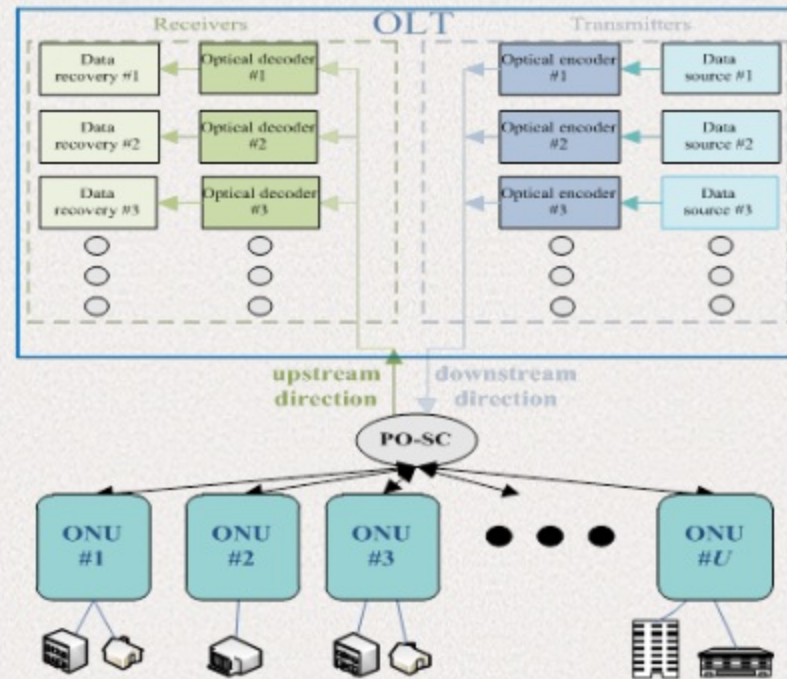 OLT
Receivers
Transmitters
Data
recovery #1
Optical decoder
#1
Optical encoder
#1
Data
source #1
Data
recovery #2
Optical decoder
#2
Optical encoder
#2
Data
source #2
Data
recovery #3
Optical decoder
#3
Optical encoder
#3
Data
source #3
upstream
direction
downstream
direction
PO-SC
ONU
#1
ONU
#2
ONU
#3
ONU
#U